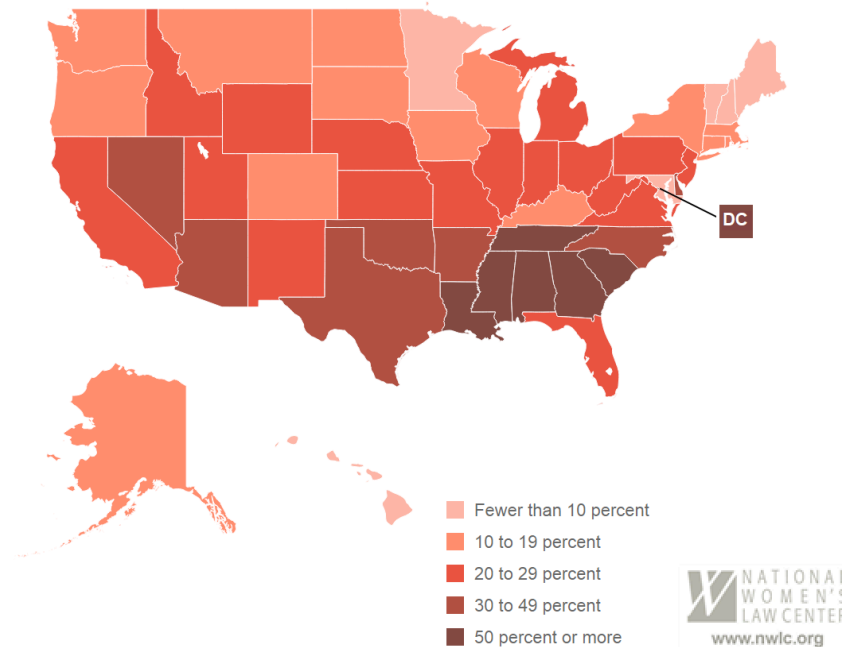 DC
Fewer than 10 percent
10 to 19 percent
20 to 29 percent
30 to 49 percent
50 percent or more
NATIONAL
WOMEN'S
LAW CENTER
www.nwlc.org